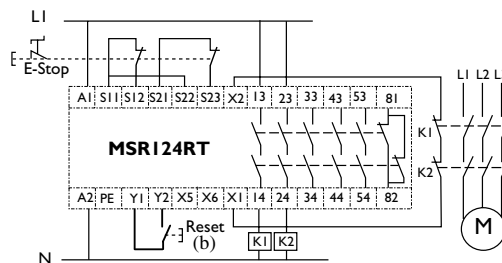 L1
E-Stop
A1 S11 S12 S21 S22 S23 X2 13 23 33 43 53 81
L1 L2 L
K1
MSR124RT
K2
A2 PE Y1 Y2 X5 X6 X1 14 24 34 44 54 82
Reset
(b)
K1 K2
M
N